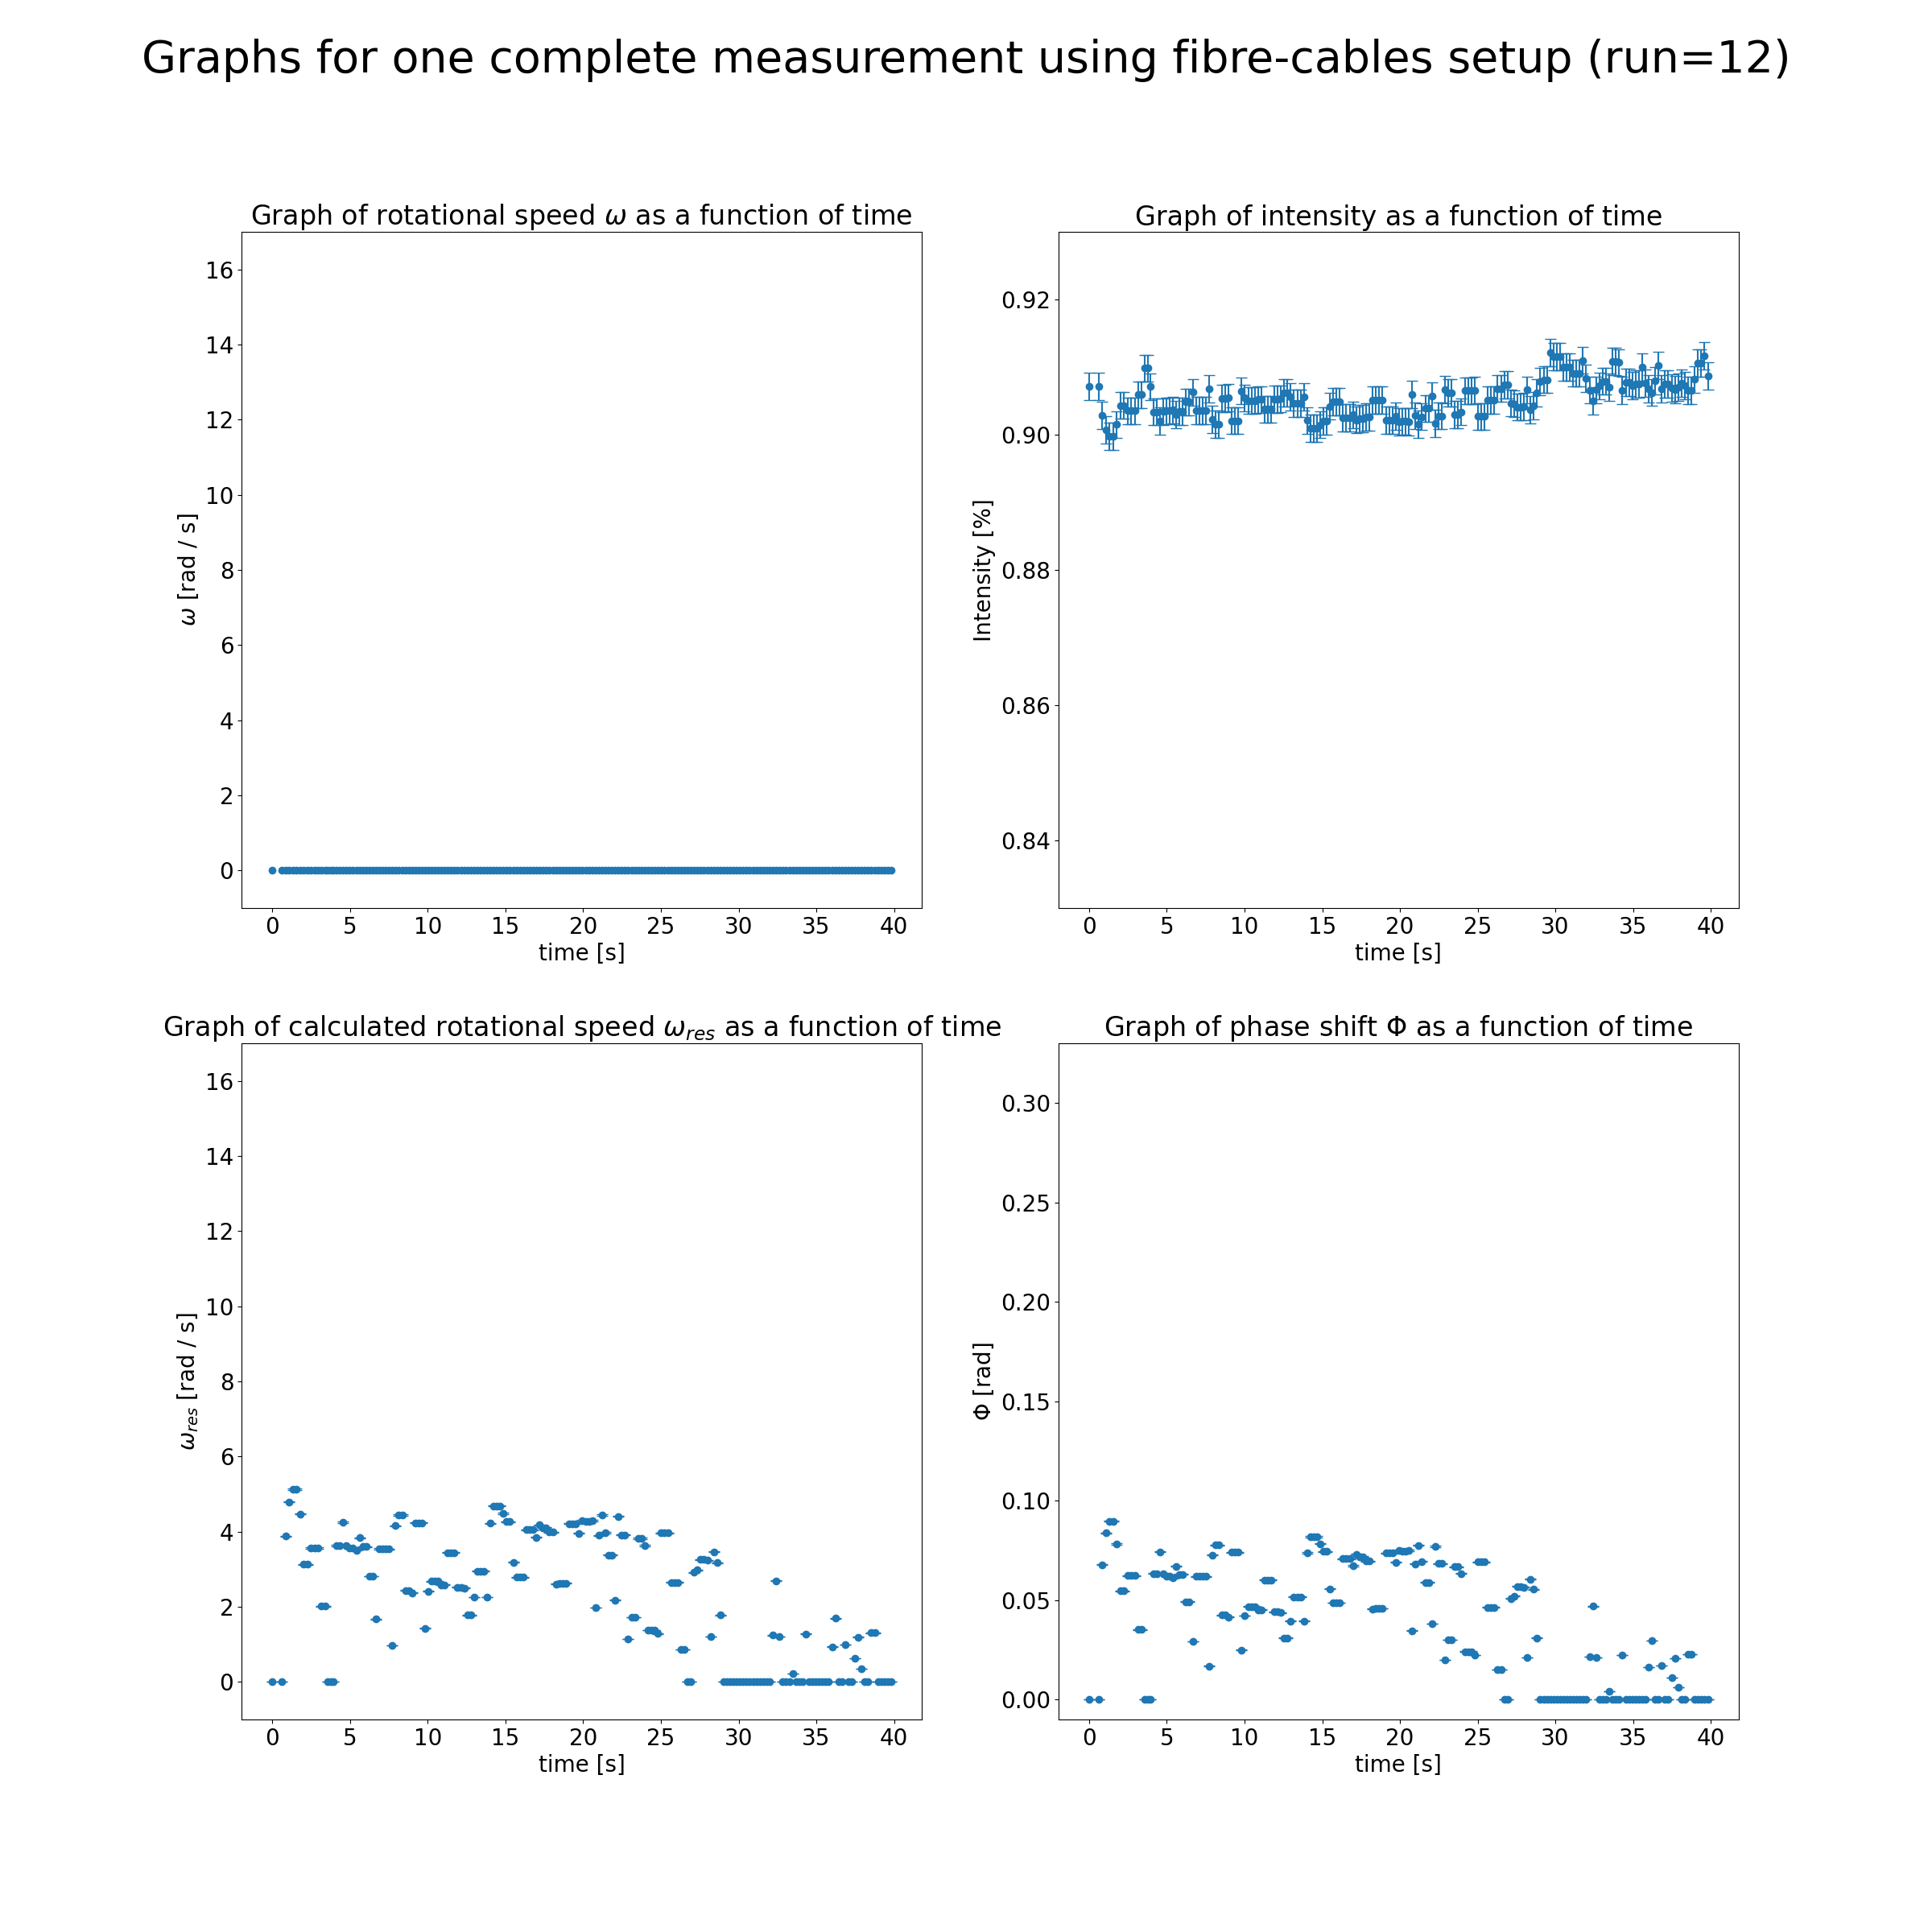 Graphs for one complete measurement using fibre-cables setup (run=12)
Graph of rotational speed ω as a function of time
16
14
12
10
8
6
4
2
0
ω [rad / s]
0 5 10 15 20 25 30 35 40
time [s]
Graph of intensity as a function of time
0.92
0.90
0.88
0.86
0.84
Intensity [%]
0 5 10 15 20 25 30 35 40
time [s]
Graph of calculated rotational speed ω_res as a function of time
16
14
12
10
8
6
4
2
0
ω_res [rad / s]
0 5 10 15 20 25 30 35 40
time [s]
Graph of phase shift Φ as a function of time
0.30
0.25
0.20
0.15
0.10
0.05
0.00
Φ [rad]
0 5 10 15 20 25 30 35 40
time [s]